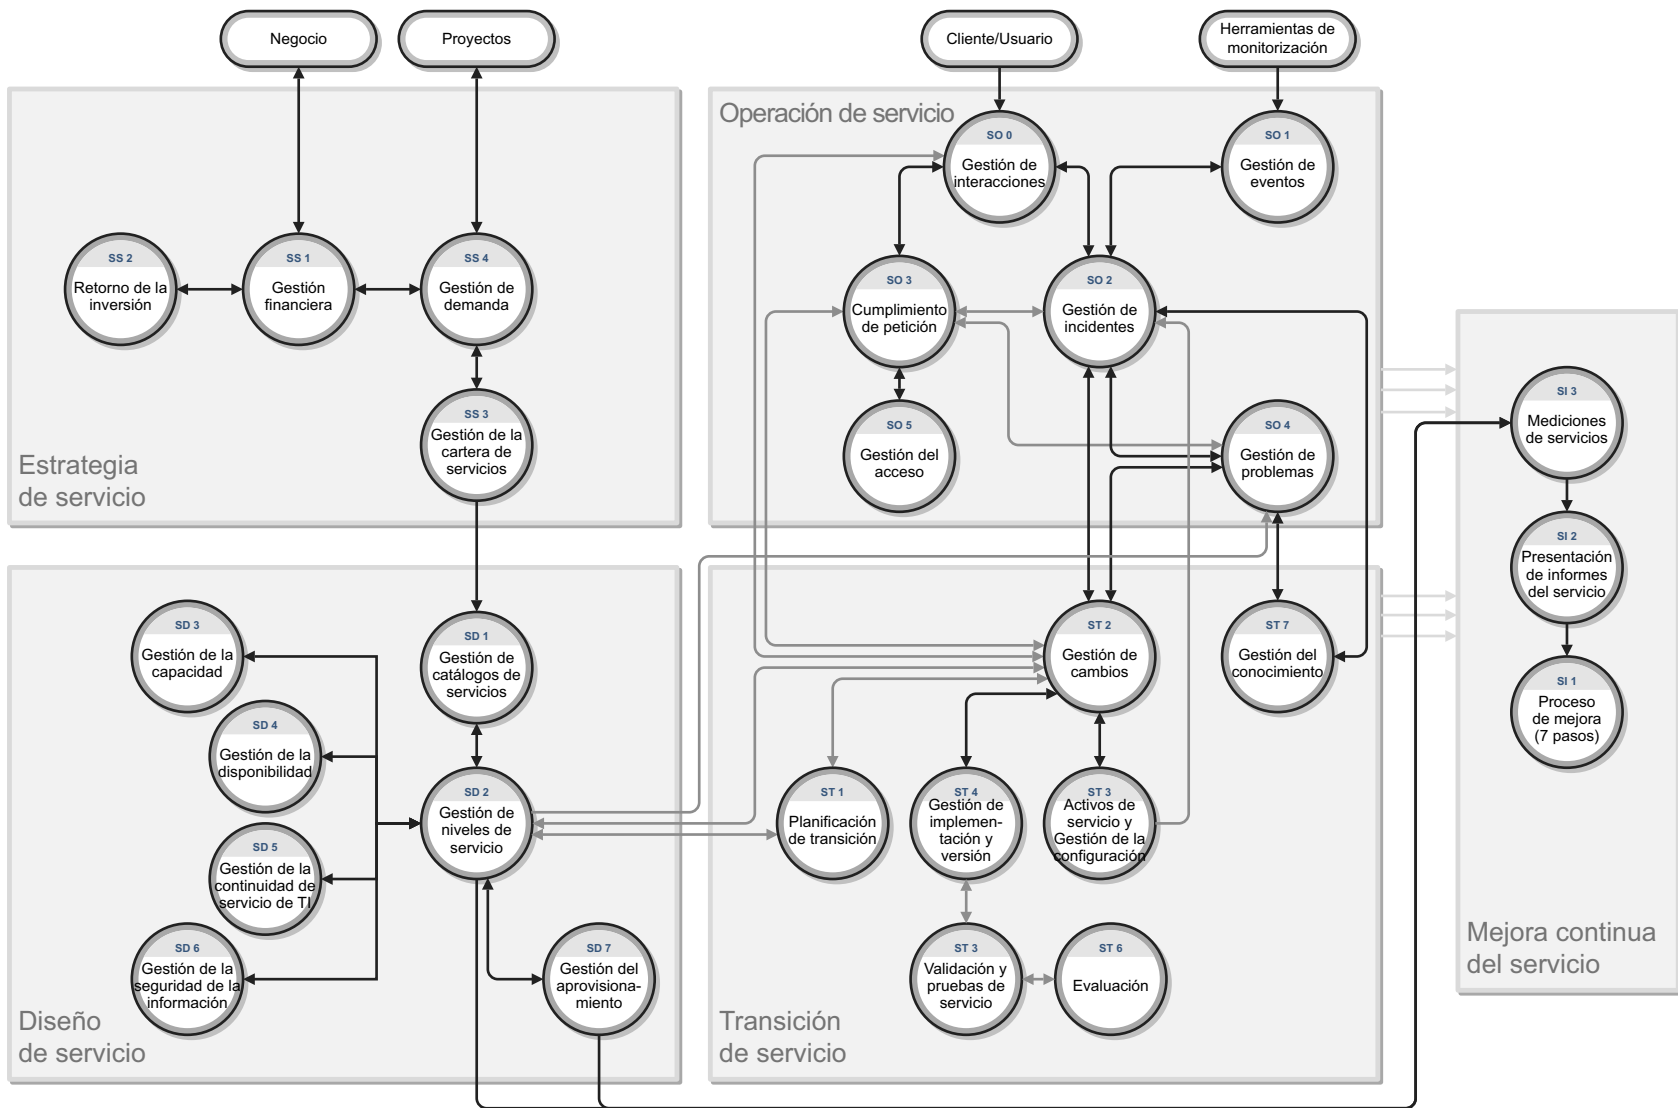 Negocio
Proyectos
Cliente/Usuario
Herramientas de
monitorización
Estrategia
de servicio
SS 2
Retorno de la
inversión
SS 1
Gestión
financiera
SS 4
Gestión de
demanda
SS 3
Gestión de la
cartera de
servicios
Operación de servicio
SO 0
Gestión de
interacciones
SO 1
Gestión de
eventos
SO 3
Cumplimiento
de petición
SO 2
Gestión de
incidentes
SO 5
Gestión del
acceso
SO 4
Gestión de
problemas
Diseño
de servicio
SD 3
Gestión de la
capacidad
SD 1
Gestión de
catálogos de
servicios
SD 4
Gestión de la
disponibilidad
SD 2
Gestión de
niveles de
servicio
SD 5
Gestión de la
continuidad de
servicio de TI
SD 6
Gestión de la
seguridad de la
información
SD 7
Gestión del
aprovisiona-
miento
Transición
de servicio
ST 2
Gestión de
cambios
ST 7
Gestión del
conocimiento
ST 1
Planificación
de transición
ST 4
Gestión de
implemen-
tación y
versión
ST 3
Activos de
servicio y
Gestión de la
configuración
ST 3
Validación y
pruebas de
servicio
ST 6
Evaluación
Mejora continua
del servicio
SI 3
Mediciones
de servicios
SI 2
Presentación
de informes
del servicio
SI 1
Proceso
de mejora
(7 pasos)